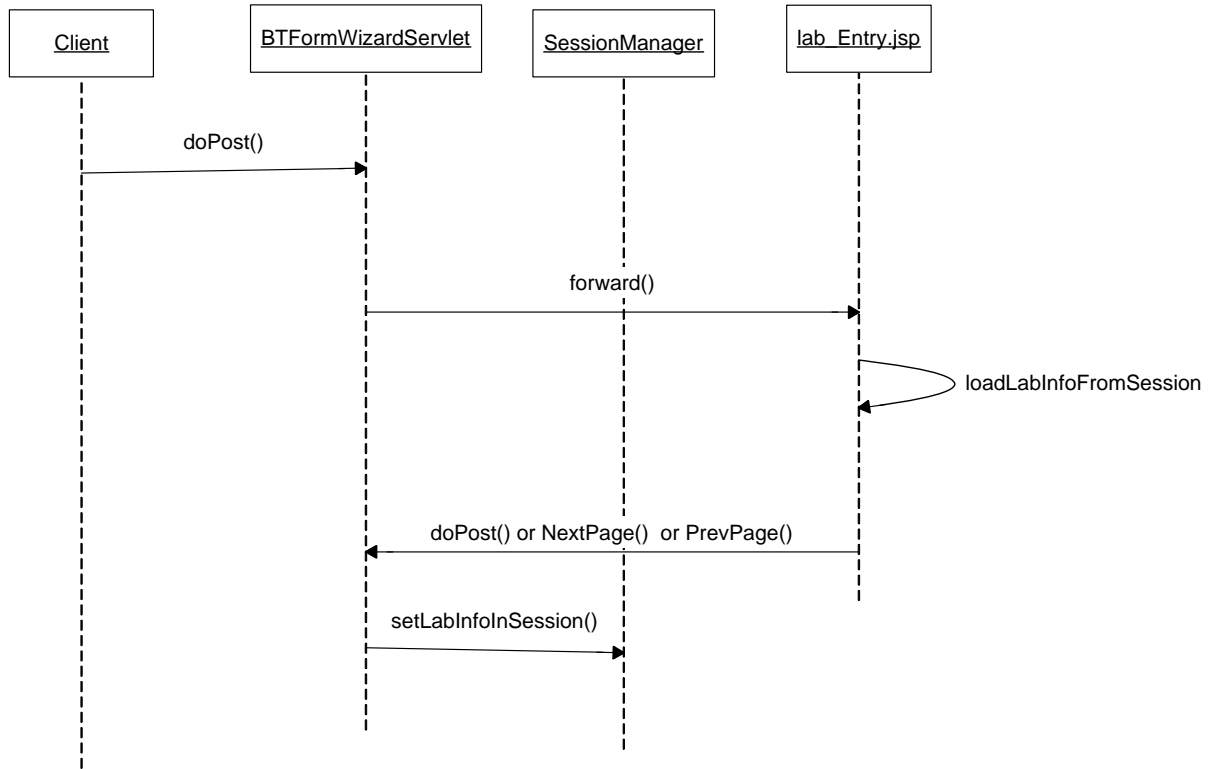 Client
BTFormWizardServlet
SessionManager
lab_Entry.jsp
doPost()
forward()
loadLabInfoFromSession
doPost() or NextPage()  or PrevPage()
setLabInfoInSession()